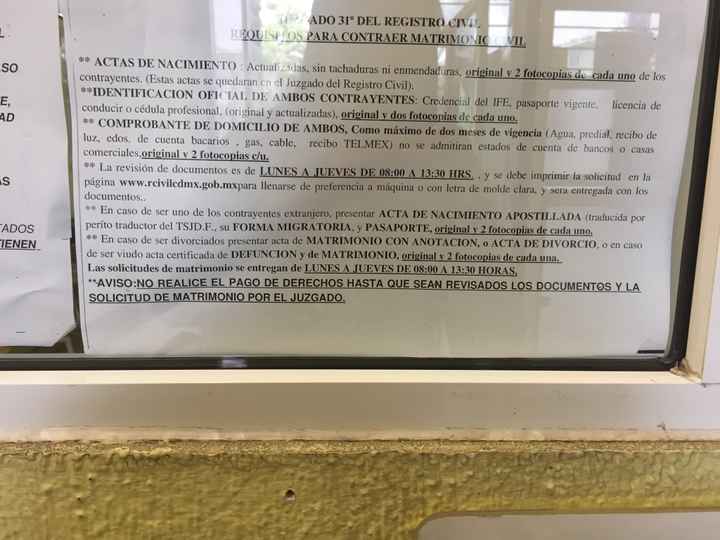 31ª DEL REGISTRO CIVIL
REQUISITOS PARA CONTRAER MATRIMONIO CIVIL
** ACTAS DE NACIMIENTO : Actualizadas, sin tachaduras ni enmendaduras, original y 2 fotocopias de cada uno de los
contrayentes. (Estas actas se quedaran en el Juzgado del Registro Civil).
**IDENTIFICACION OFICIAL DE AMBOS CONTRAYENTES: Credencial del IFE, pasaporte vigente, licencia de
conducir o cédula profesional, (original y actualizados), original y dos fotocopias de cada uno.
** COMPROBANTE DE DOMICILIO DE AMBOS, Como máximo de dos meses de vigencia (Agua, predial, recibo de
luz, edos. de cuenta bacarios , gas, cable, recibo TELMEX) no se admitiran estados de cuenta de bancos o casas
comerciales,original y 2 fotocopias c/u.
** La revisión de documentos es de LUNES A JUEVES DE 08:00 A 13:30 HRS. , y se debe imprimir la solicitud en la
página www.rcivilcdmx.gob.mxpara llenarse de preferencia a máquina o con letra de molde clara, y sera entregada con los
documentos..
** En caso de ser uno de los contrayentes extranjero, presentar ACTA DE NACIMIENTO APOSTILLADA (traducida por
perito traductor del TSJD.F., su FORMA MIGRATORIA, y PASAPORTE, original y 2 fotocopias de cada uno.
** En caso de ser divorciados presentar acta de MATRIMONIO CON ANOTACION, o ACTA DE DIVORCIO, o en caso
de ser viudo acta certificada de DEFUNCION y de MATRIMONIO, original y 2 fotocopias de cada una.
Las solicitudes de matrimonio se entregan de LUNES A JUEVES DE 08:00 A 13:30 HORAS.
**AVISO:NO REALICE EL PAGO DE DERECHOS HASTA QUE SEAN REVISADOS LOS DOCUMENTOS Y LA
SOLICITUD DE MATRIMONIO POR EL JUZGADO.